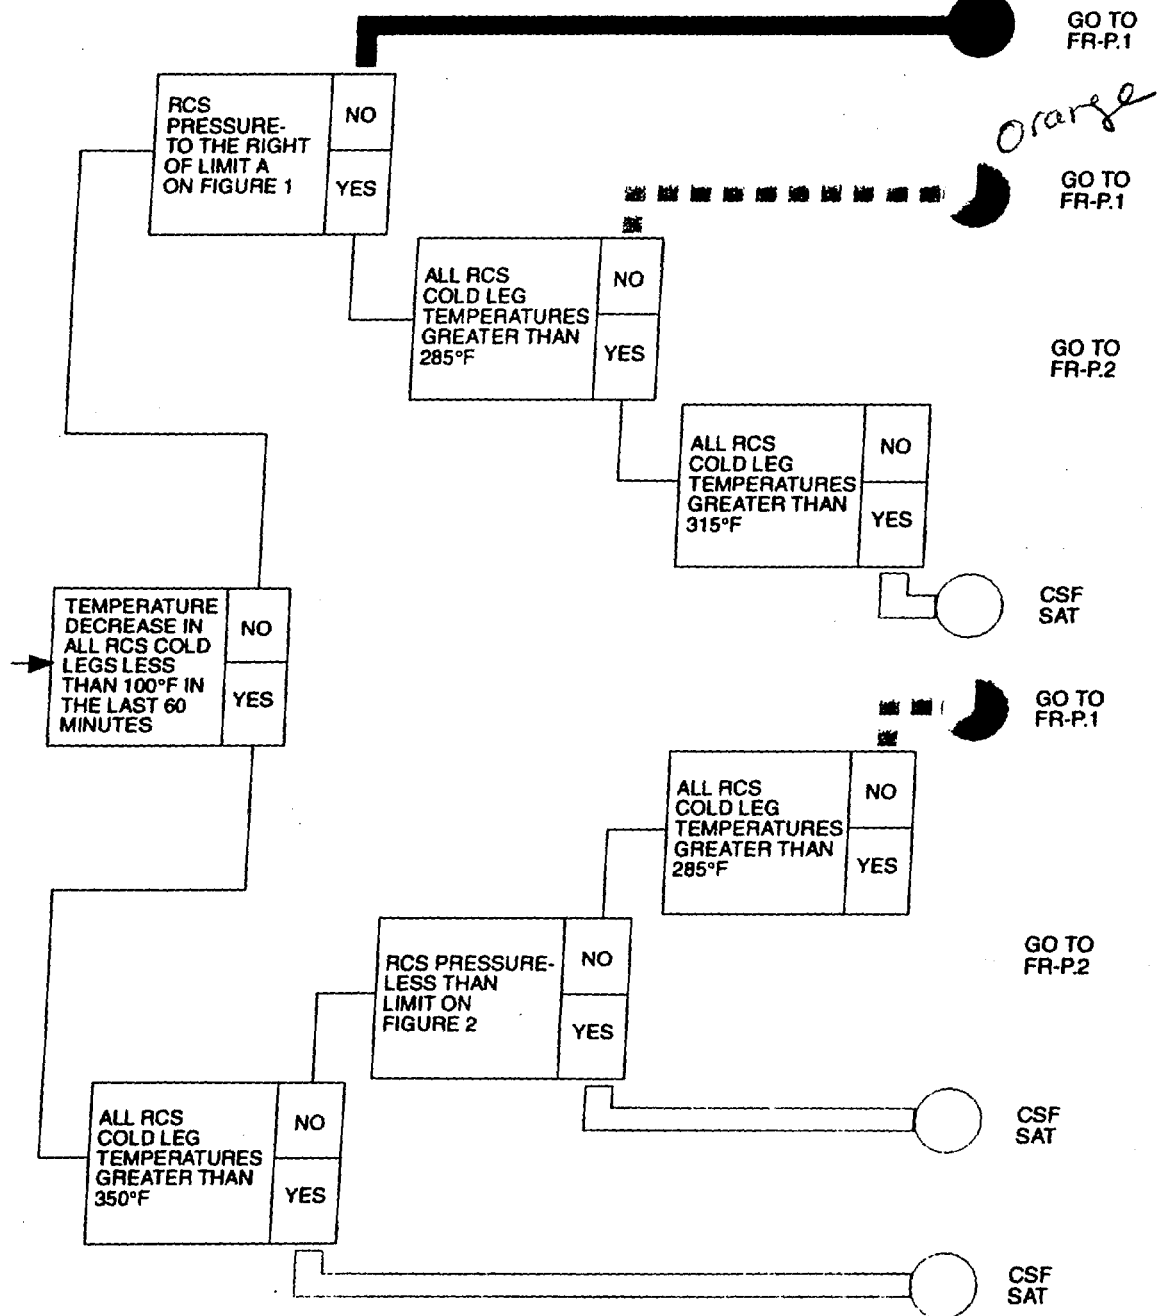 GO TO
FR-P.1
RCS
PRESSURE-
TO THE RIGHT
OF LIMIT A
ON FIGURE 1
NO
YES
Orange
GO TO
FR-P.1
ALL RCS
COLD LEG
TEMPERATURES
GREATER THAN
285°F
NO
YES
GO TO
FR-P.2
ALL RCS
COLD LEG
TEMPERATURES
GREATER THAN
315°F
NO
YES
CSF
SAT
TEMPERATURE
DECREASE IN
ALL RCS COLD
LEGS LESS
THAN 100°F IN
THE LAST 60
MINUTES
NO
YES
GO TO
FR-P.1
ALL RCS
COLD LEG
TEMPERATURES
GREATER THAN
285°F
NO
YES
GO TO
FR-P.2
RCS PRESSURE-
LESS THAN
LIMIT ON
FIGURE 2
NO
YES
CSF
SAT
ALL RCS
COLD LEG
TEMPERATURES
GREATER THAN
350°F
NO
YES
CSF
SAT